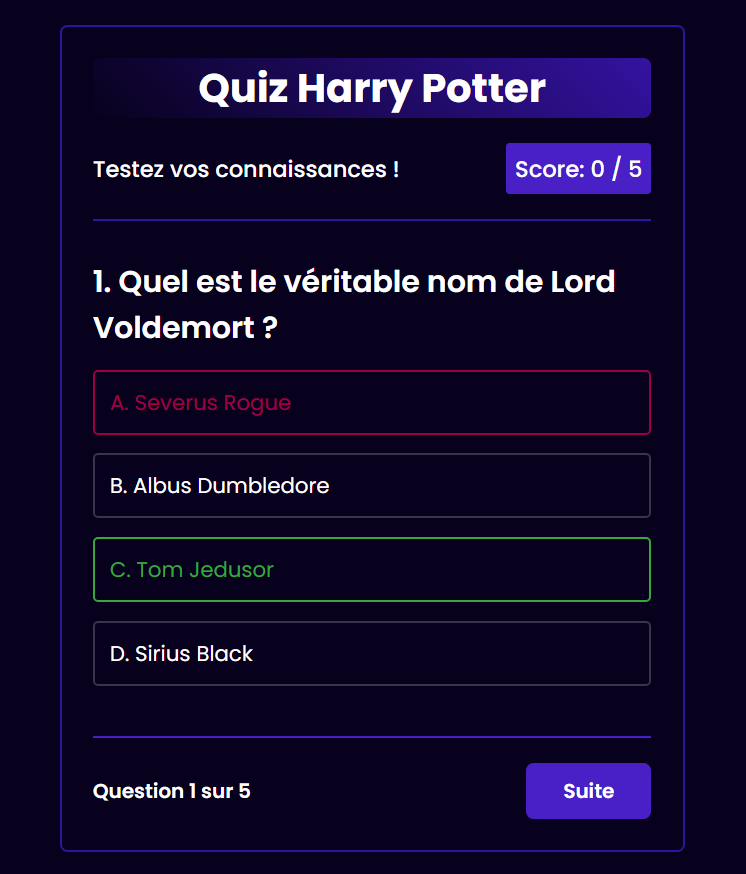 Quiz Harry Potter
Testez vos connaissances !
Score: 0 / 5
1. Quel est le véritable nom de Lord
Voldemort ?
A. Severus Rogue
B. Albus Dumbledore
C. Tom Jedusor
D. Sirius Black
Question 1 sur 5
Suite